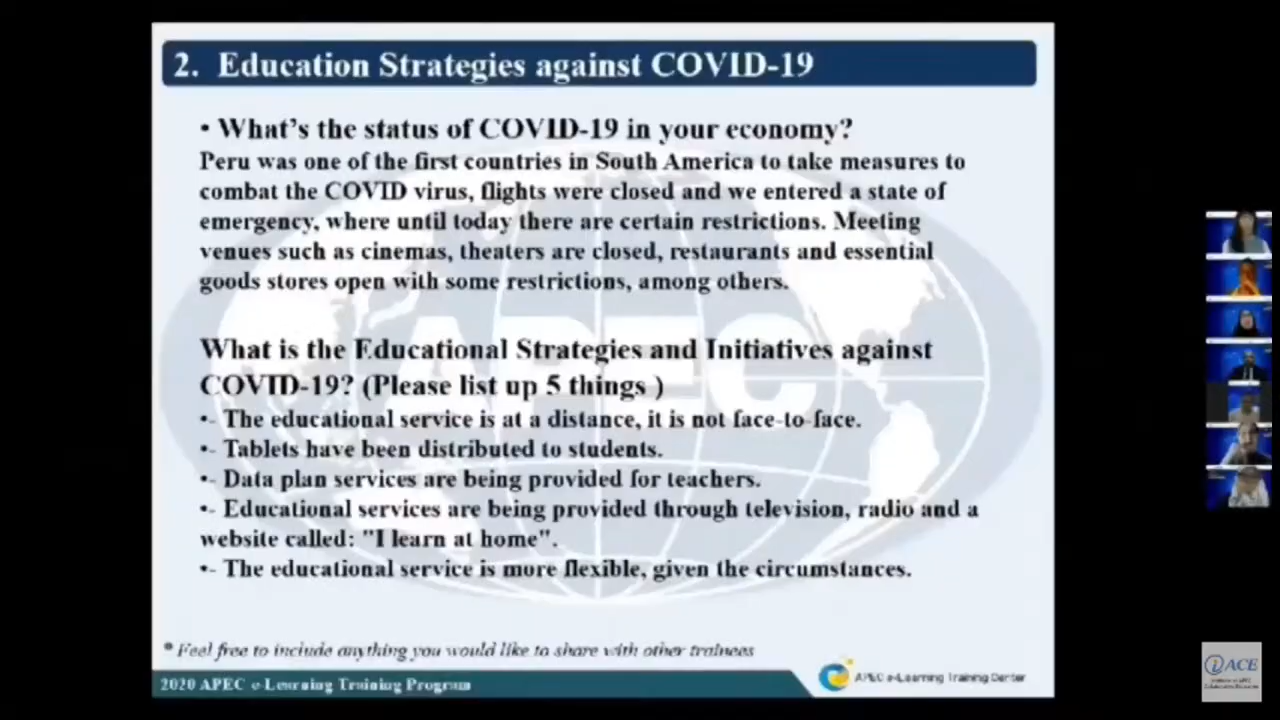 2. Education Strategies against COVID-19
• What's the status of COVID-19 in your economy?
Peru was one of the first countries in South America to take measures to
combat the COVID virus, flights were closed and we entered a state of
emergency, where until today there are certain restrictions. Meeting
venues such as cinemas, theaters are closed, restaurants and essential
goods stores open with some restrictions, among others.
APEC
What is the Educational Strategies and Initiatives against
COVID-19? (Please list up 5 things )
•- The educational service is at a distance, it is not face-to-face.
•- Tablets have been distributed to students.
•- Data plan services are being provided for teachers.
•- Educational services are being provided through television, radio and a
website called: "I learn at home".
•- The educational service is more flexible, given the circumstances.
* Feel free to include anything you would like to share with other trainees
2020 APEC e-Learning Training Program
APEC e-Learning Training Center
iACE